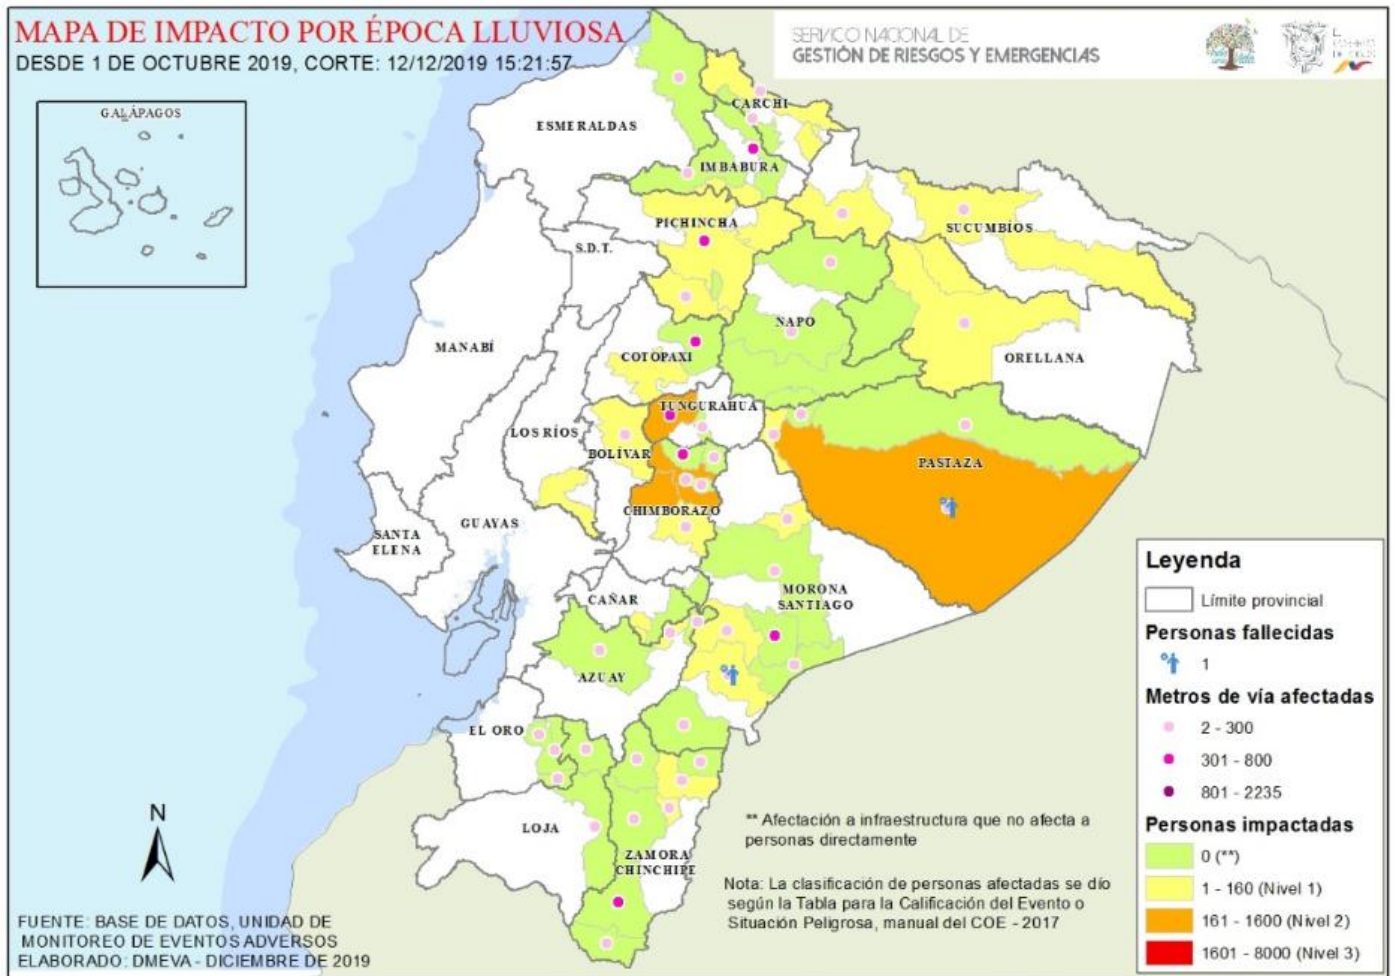 MAPA DE IMPACTO POR ÉPOCA LLUVIOSA
DESDE 1 DE OCTUBRE 2019, CORTE: 12/12/2019 15:21:57
SERVICO NACIONAL DE
GESTIÓN DE RIESGOS Y EMERGENCIAS
GALÁPAGOS
ESMERALDAS
CARCHI
IMBABURA
PICHINCHA
SUCUMBÍOS
S.D.T.
NAPO
MANABÍ
COTOPAXI
ORELLANA
TUNGURAHUA
LOS RÍOS
BOLÍVAR
PASTAZA
CHIMBORAZO
GUAYAS
SANTA
ELENA
CAÑAR
MORONA
SANTIAGO
AZUAY
EL ORO
LOJA
ZAMORA
CHINCHIPE
N
** Afectación a infraestructura que no afecta a
personas directamente
Nota: La clasificación de personas afectadas se dío
según la Tabla para la Calificación del Evento o
Situación Peligrosa, manual del COE - 2017
FUENTE: BASE DE DATOS, UNIDAD DE
MONITOREO DE EVENTOS ADVERSOS
ELABORADO: DMEVA - DICIEMBRE DE 2019
Leyenda
Límite provincial
Personas fallecidas
1
Metros de vía afectadas
2 - 300
301 - 800
801 - 2235
Personas impactadas
0 (**)
1 - 160 (Nivel 1)
161 - 1600 (Nivel 2)
1601 - 8000 (Nivel 3)